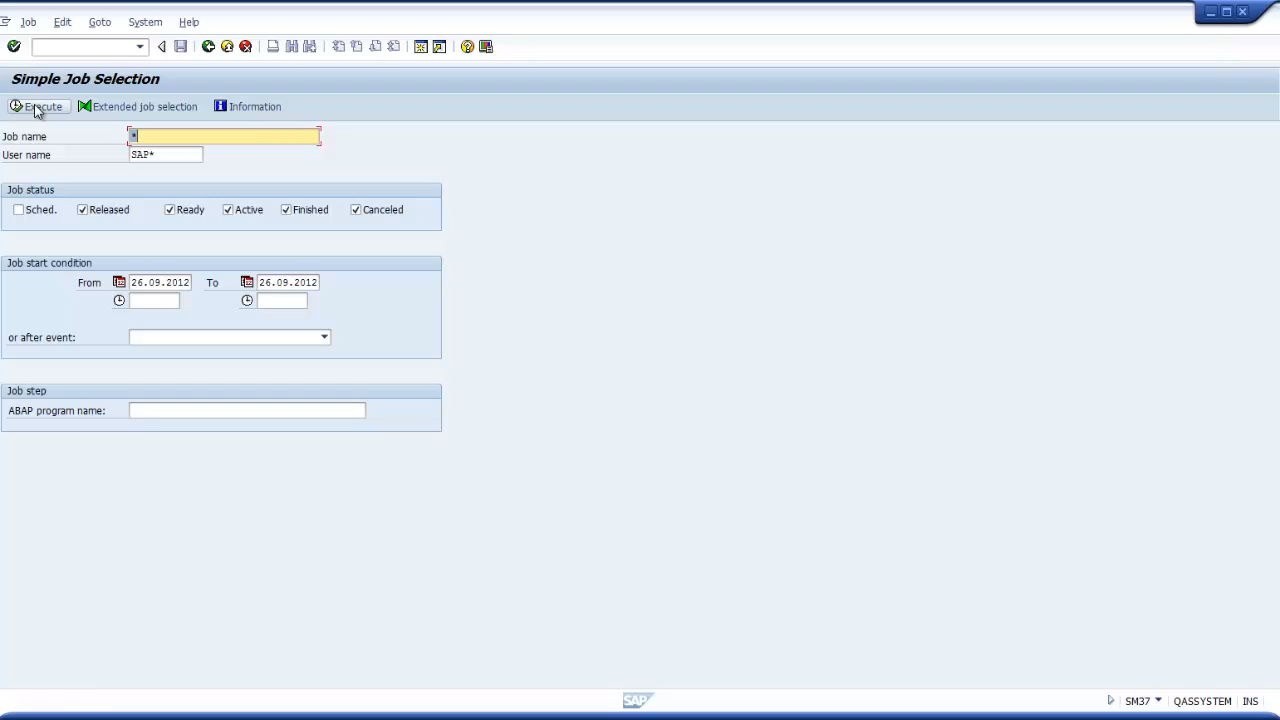 Job Edit Goto System Help
Simple Job Selection
Execute Extended job selection Information
Job name *
User name SAP*
Job status
Sched. Released Ready Active Finished Canceled
Job start condition
From 26.09.2012 To 26.09.2012
or after event:
Job step
ABAP program name:
SAP SM37 QASSYSTEM INS